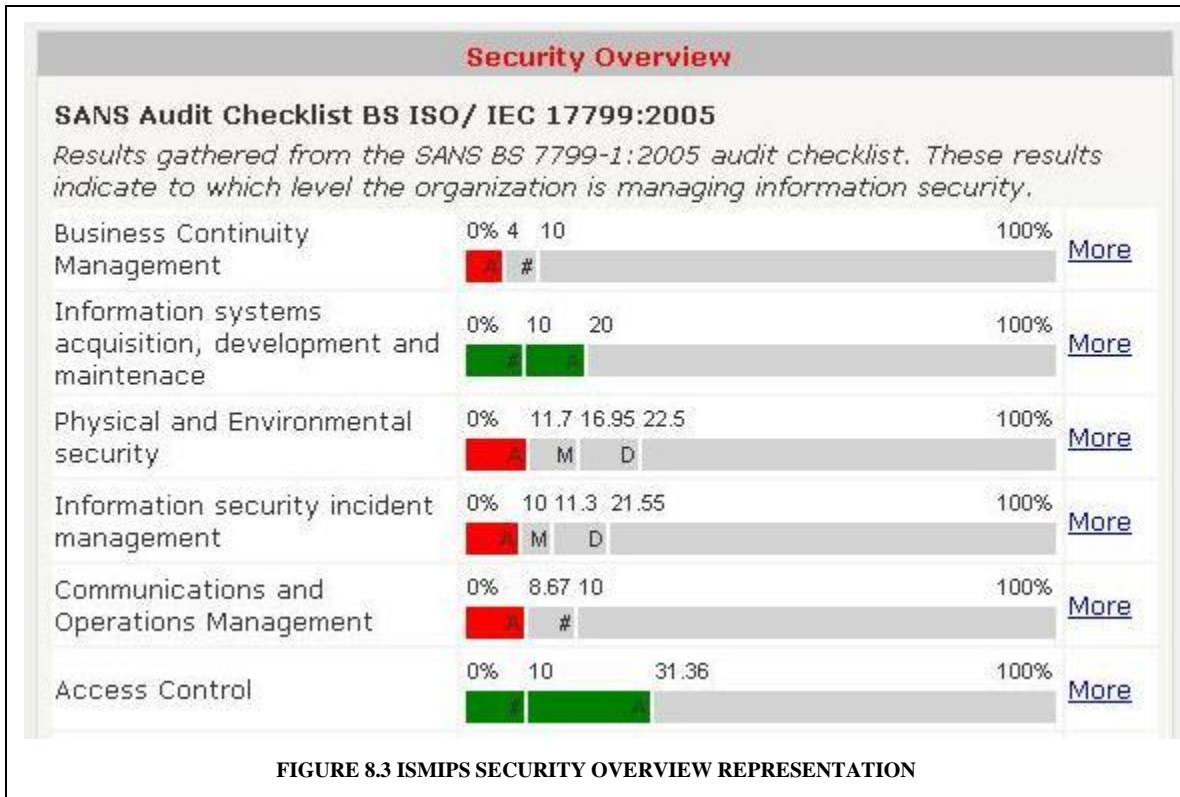 Security Overview
SANS Audit Checklist BS ISO/ IEC 17799:2005
Results gathered from the SANS BS 7799-1:2005 audit checklist. These results
indicate to which level the organization is managing information security.
Business Continuity
Management
0% 4 10 100%
A #
More
Information systems
acquisition, development and
maintenace
0% 10 20 100%
# A
More
Physical and Environmental
security
0% 11.7 16.95 22.5 100%
A M D
More
Information security incident
management
0% 10 11.3 21.55 100%
A M D
More
Communications and
Operations Management
0% 8.67 10 100%
A #
More
Access Control
0% 10 31.36 100%
# A
More
FIGURE 8.3 ISMIPS SECURITY OVERVIEW REPRESENTATION